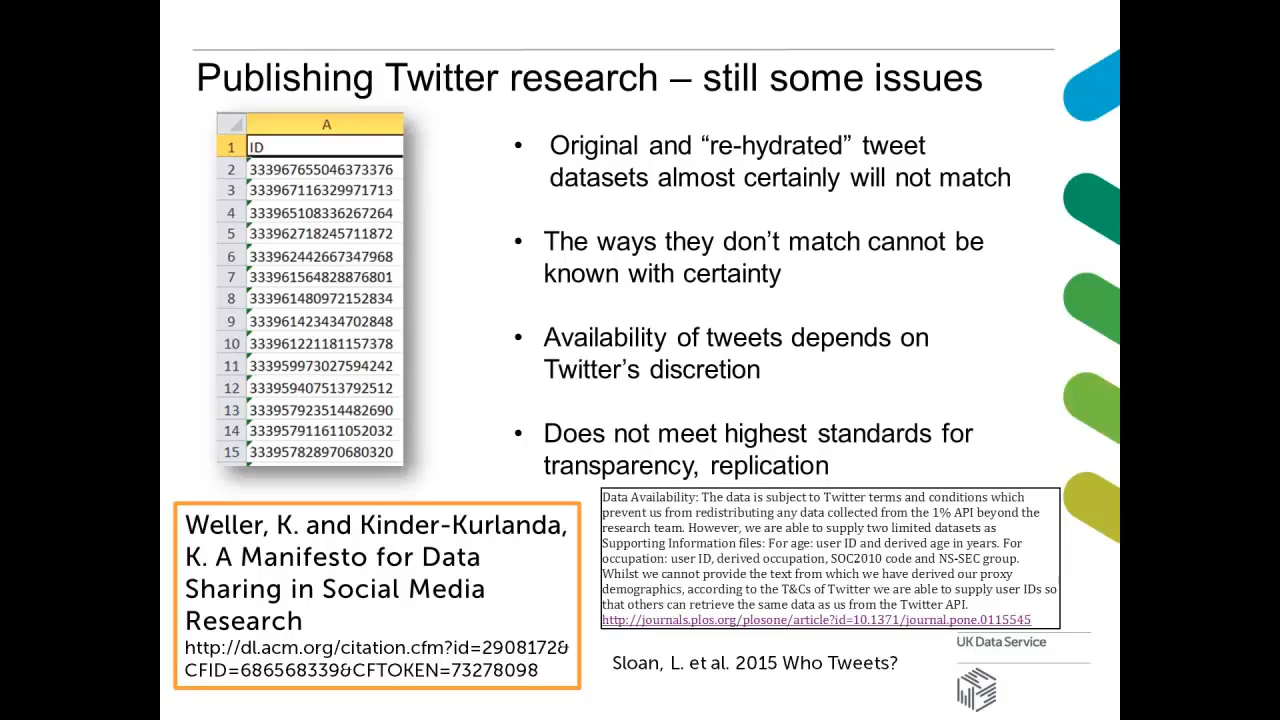 Publishing Twitter research – still some issues
A
1 ID
2 333967655046373376
3 333967116329971713
4 333965108336267264
5 333962718245711872
6 333962442667347968
7 333961564828876801
8 333961480972152834
9 333961423434702848
10 333961221181157378
11 333959973027594242
12 333959407513792512
13 333957923514482690
14 333957911611052032
15 333957828970680320
• Original and “re-hydrated” tweet
datasets almost certainly will not match
• The ways they don’t match cannot be
known with certainty
• Availability of tweets depends on
Twitter’s discretion
• Does not meet highest standards for
transparency, replication
Weller, K. and Kinder-Kurlanda,
K. A Manifesto for Data
Sharing in Social Media
Research
http://dl.acm.org/citation.cfm?id=2908172&
CFID=686568339&CFTOKEN=73278098
Data Availability: The data is subject to Twitter terms and conditions which
prevent us from redistributing any data collected from the 1% API beyond the
research team. However, we are able to supply two limited datasets as
Supporting Information files: For age: user ID and derived age in years. For
occupation: user ID, derived occupation, SOC2010 code and NS-SEC group.
Whilst we cannot provide the text from which we have derived our proxy
demographics, according to the T&Cs of Twitter we are able to supply user IDs so
that others can retrieve the same data as us from the Twitter API.
http://journals.plos.org/plosone/article?id=10.1371/journal.pone.0115545
Sloan, L. et al. 2015 Who Tweets?
UK Data Service